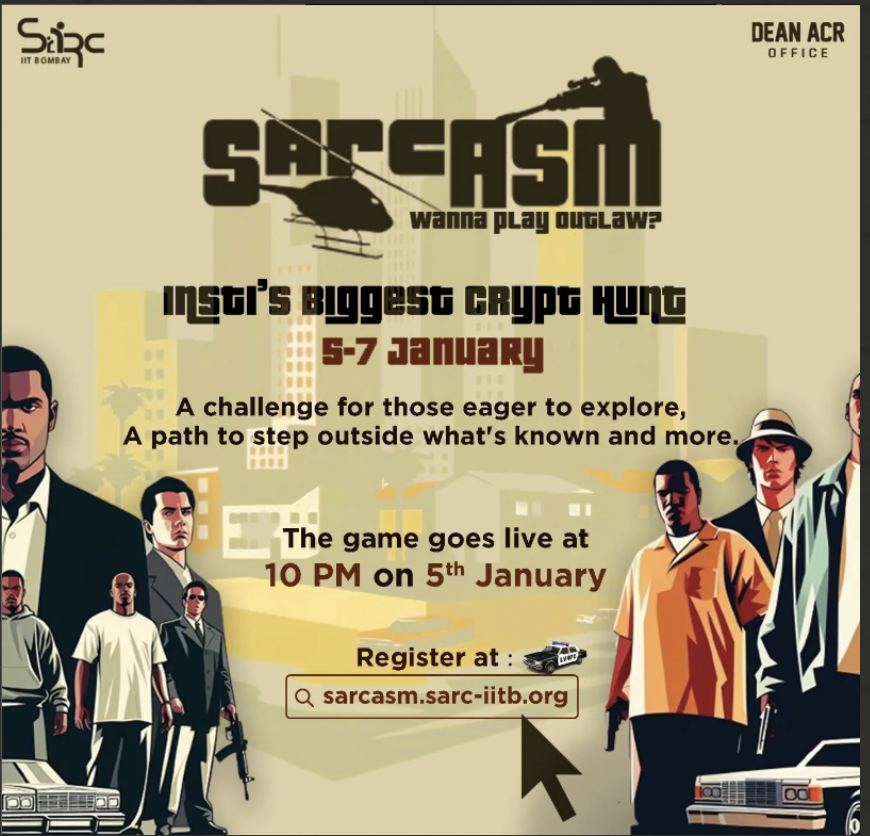 SARC
IIT BOMBAY
DEAN ACR
OFFICE
sarcasm
wanna play outlaw?
Insti's Biggest Crypt Hunt
5-7 January
A challenge for those eager to explore,
A path to step outside what's known and more.
The game goes live at
10 PM on 5th January
Register at :
sarcasm.sarc-iitb.org